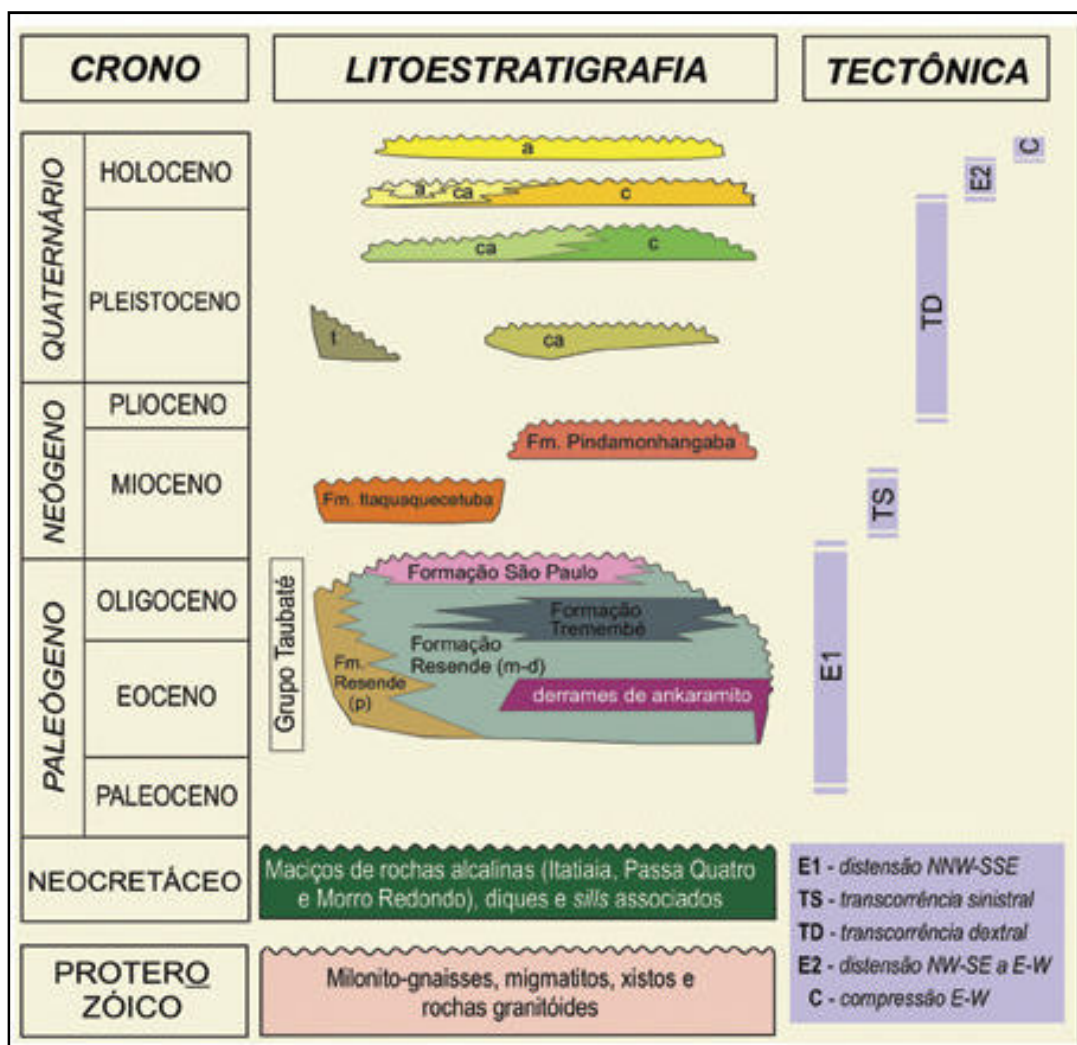 CRONO
LITOESTRATIGRAFIA
TECTÔNICA
QUATERNÁRIO
HOLOCENO
PLEISTOCENO
NEÓGENO
PLIOCENO
MIOCENO
PALEÓGENO
OLIGOCENO
EOCENO
PALEOCENO
NEOCRETÁCEO
PROTERO
ZÓICO
a
a
ca
c
ca
c
t
ca
Fm. Pindamonhangaba
Fm. Itaquaquecetuba
Grupo Taubaté
Formação São Paulo
Formação
Tremembé
Formação
Resende (m-d)
Fm.
Resende
(p)
derrames de ankaramito
Maciços de rochas alcalinas (Itatiaia, Passa Quatro
e Morro Redondo), diques e sills associados
Milonito-gnaisses, migmatitos, xistos e
rochas granitóides
C
E2
TD
TS
E1
E1 - distensão NNW-SSE
TS - transcorrência sinistral
TD - transcorrência dextral
E2 - distensão NW-SE a E-W
C - compressão E-W